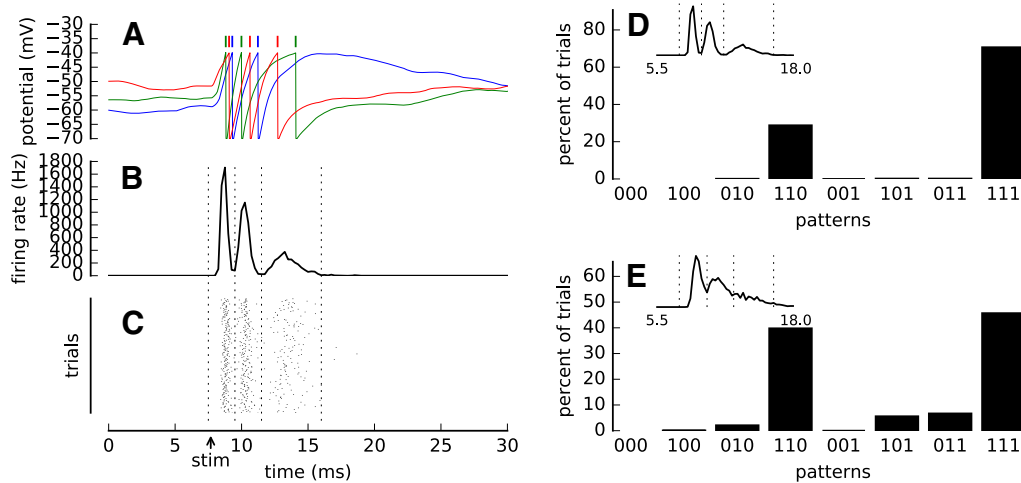 A
potential (mV)
−30
−35
−40
−45
−50
−55
−60
−65
−70
B
firing rate (Hz)
1800
1600
1400
1200
1000
800
600
400
200
0
C
trials
0 5 10 15 20 25 30
stim
time (ms)
D
percent of trials
80
60
40
20
0
5.5 18.0
000 100 010 110 001 101 011 111
patterns
E
percent of trials
60
50
40
30
20
10
0
5.5 18.0
000 100 010 110 001 101 011 111
patterns